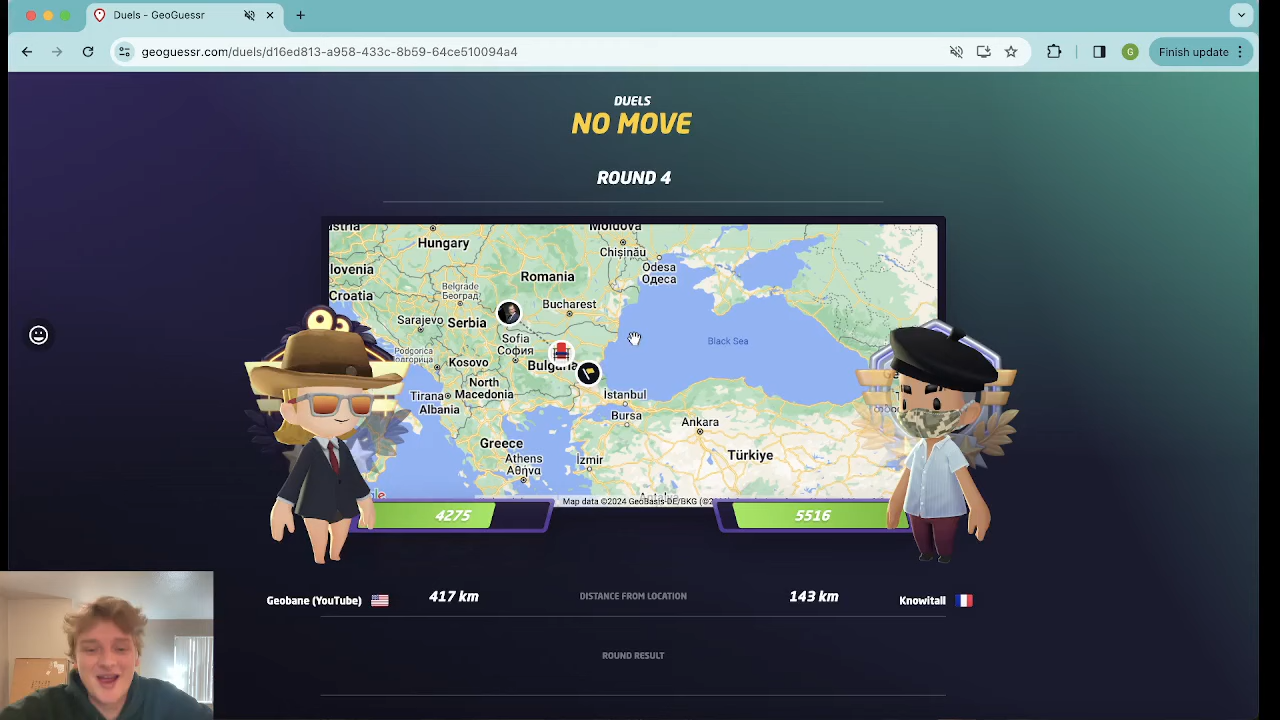 Duels - GeoGuessr
geoguessr.com/duels/d16ed813-a958-433c-8b59-64ce510094a4
G
Finish update
DUELS
NO MOVE
ROUND 4
Moldova
Hungary
Chișinău
Odesa
Одеса
Croatia
Romania
Belgrade
Београд
Bucharest
Sarajevo
Serbia
Sofia
София
Black Sea
Podgorica
Kosovo
Bulgaria
North
Macedonia
Tirana
Albania
İstanbul
Bursa
Ankara
Greece
Athens
Αθήνα
İzmir
Türkiye
Map data ©2024 GeoBasis-DE/BKG (©2
4275
5516
Geobane (YouTube)
417 km
DISTANCE FROM LOCATION
143 km
Knowitall
ROUND RESULT